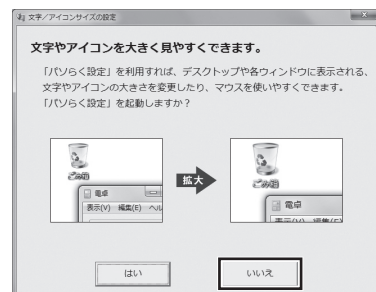 文字／アイコンサイズの設定
文字やアイコンを大きく見やすくできます。
「パソらく設定」を利用すれば、デスクトップや各ウィンドウに表示される、
文字やアイコンの大きさを変更したり、マウスを使いやすくできます。
「パソらく設定」を起動しますか？
ごみ箱
電卓
表示(V) 編集(E) ヘル
拡大
ごみ箱
電卓
表示(V) 編集(E)
はい
いいえ